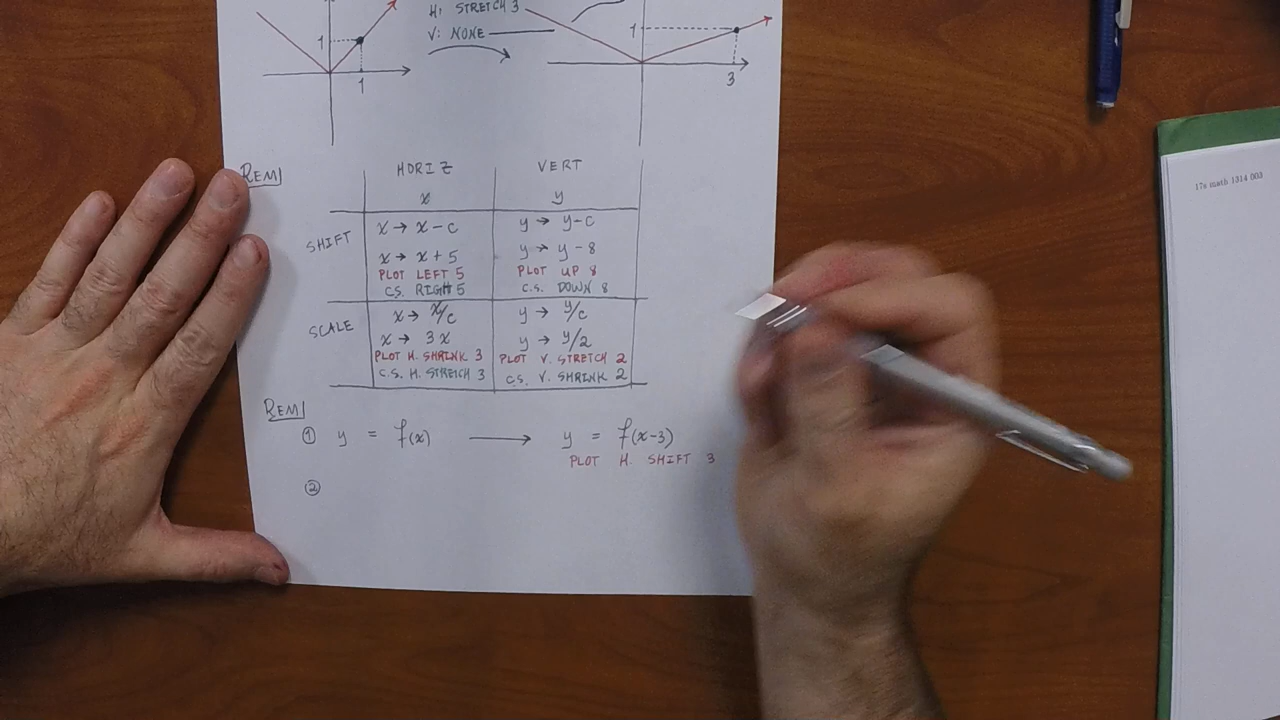 H: STRETCH 3
V: NONE
1
1
1
3
REM
HORIZ VERT
x y
SHIFT
x → x - c y → y - c
x → x + 5 y → y - 8
PLOT LEFT 5 PLOT UP 8
C.S. RIGHT 5 C.S. DOWN 8
SCALE
x → x/c y → y/c
x → 3x y → y/2
PLOT H. SHRINK 3 PLOT V. STRETCH 2
C.S. H. STRETCH 3 C.S. V. SHRINK 2
REM
① y = f(x) → y = f(x-3)
PLOT H. SHIFT 3
②
17s math 1314 003